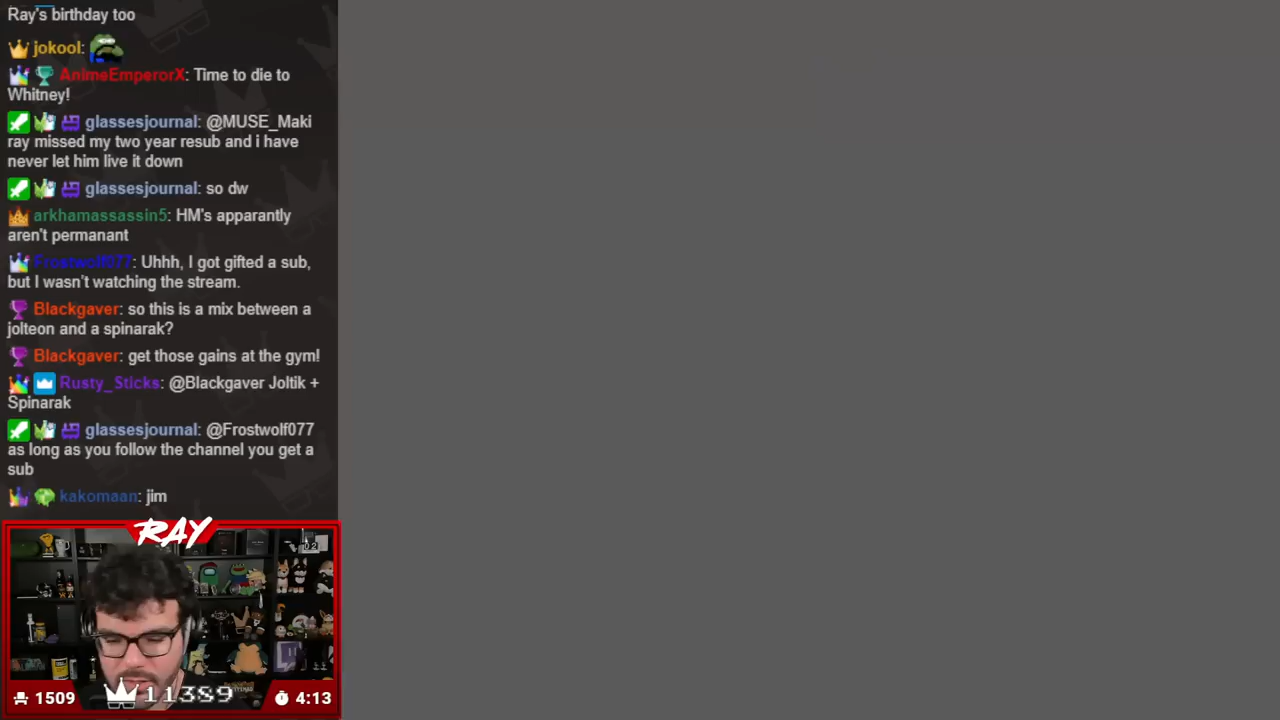 Ray's birthday too
jokool:
AnimeEmperorX: Time to die to
Whitney!
glassesjournal: @MUSE_Maki
ray missed my two year resub and i have
never let him live it down
glassesjournal: so dw
arkhamassassin5: HM's apparantly
aren't permanant
Frostwolf077: Uhhh, I got gifted a sub,
but I wasn't watching the stream.
Blackgaver: so this is a mix between a
jolteon and a spinarak?
Blackgaver: get those gains at the gym!
Rusty_Sticks: @Blackgaver Joltik +
Spinarak
glassesjournal: @Frostwolf077
as long as you follow the channel you get a
sub
kakomaan: jim
RAY
1509
11389
4:13